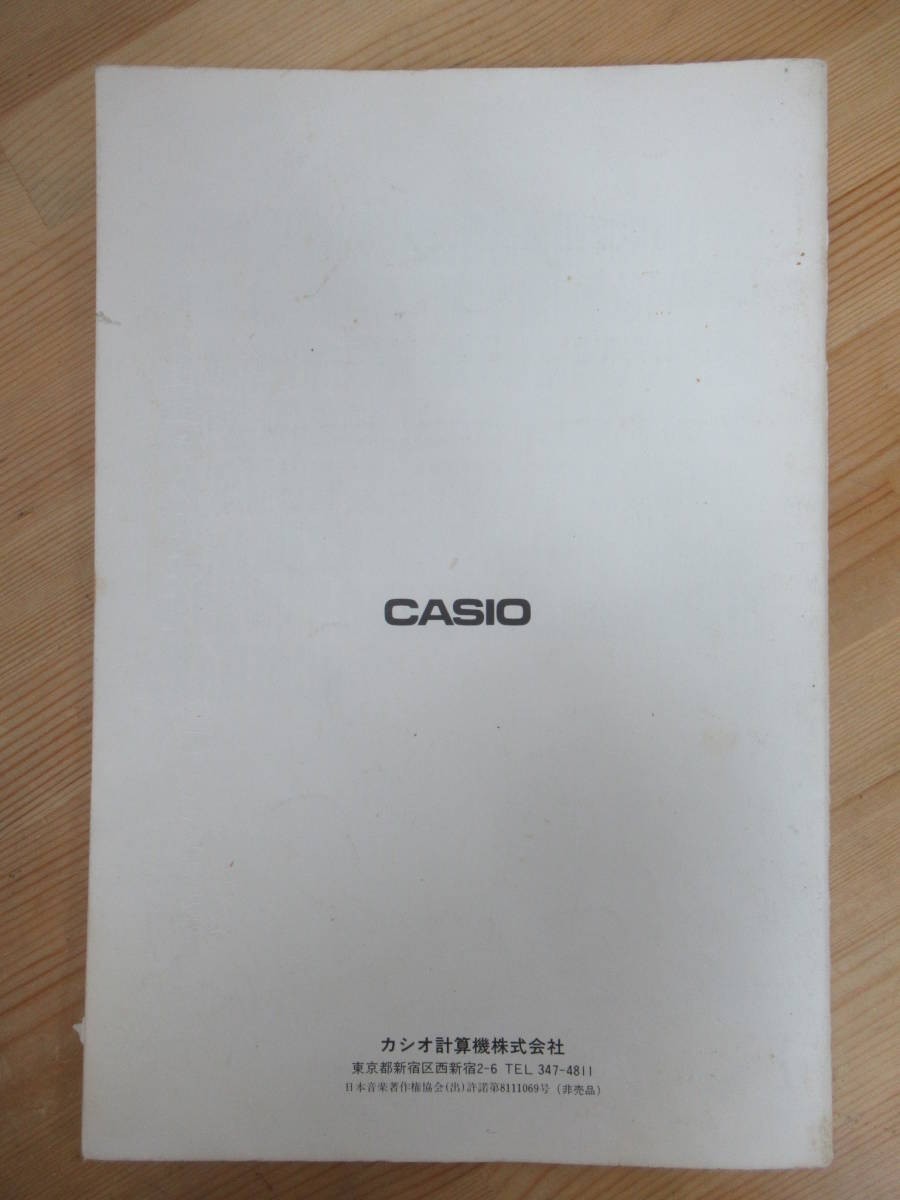 CASIO
カシオ計算機株式会社
東京都新宿区西新宿2-6 TEL 347-4811
日本音楽著作権協会(出)許諾第8111069号 (非売品)